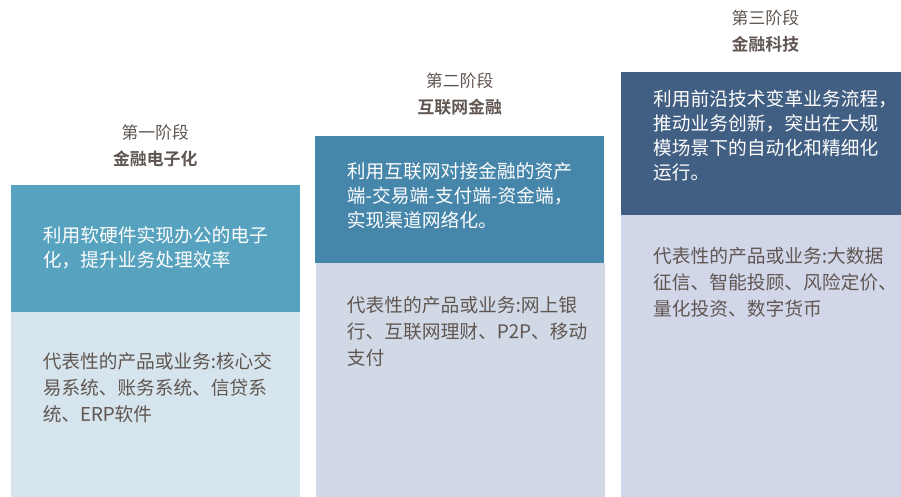 第一阶段
金融电子化
利用软硬件实现办公的电子
化，提升业务处理效率
代表性的产品或业务:核心交
易系统、账务系统、信贷系
统、ERP软件
第二阶段
互联网金融
利用互联网对接金融的资产
端-交易端-支付端-资金端，
实现渠道网络化。
代表性的产品或业务:网上银
行、互联网理财、P2P、移动
支付
第三阶段
金融科技
利用前沿技术变革业务流程，
推动业务创新，突出在大规
模场景下的自动化和精细化
运行。
代表性的产品或业务:大数据
征信、智能投顾、风险定价、
量化投资、数字货币